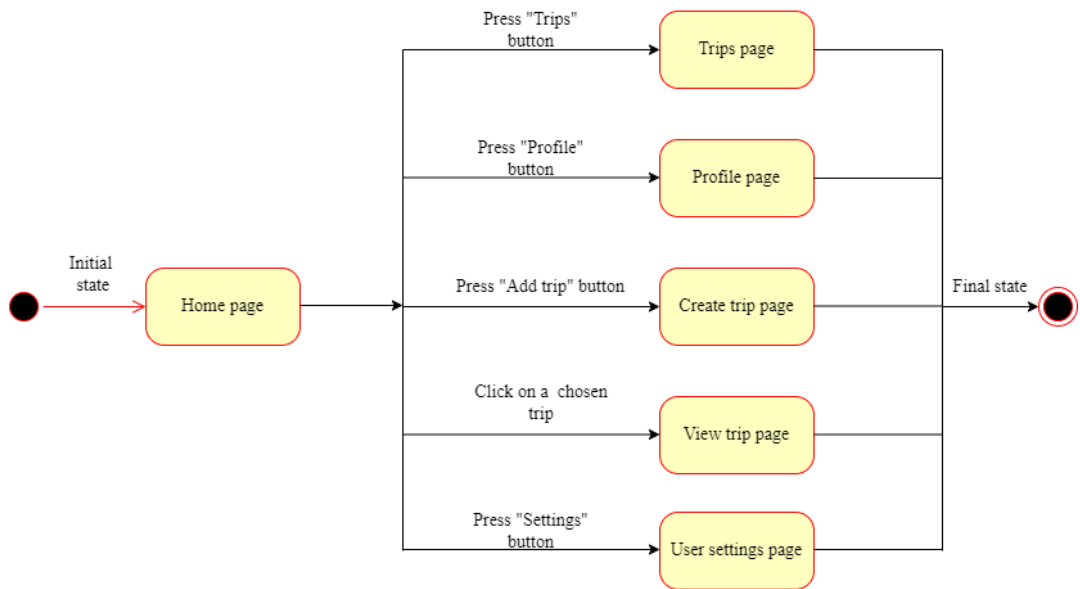 Press "Trips"
button
Trips page
Press "Profile"
button
Profile page
Initial
state
Home page
Press "Add trip" button
Create trip page
Final state
Click on a  chosen
trip
View trip page
Press "Settings"
button
User settings page